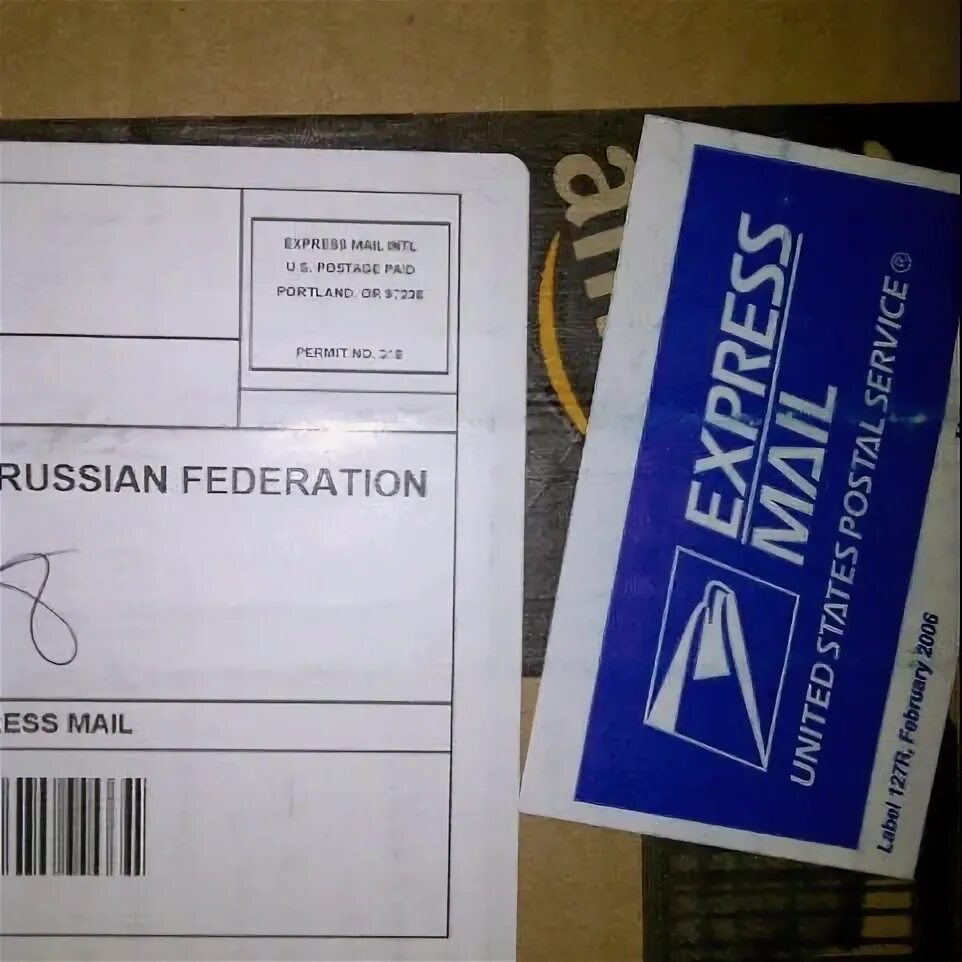 EXPRESS MAIL INTL
U.S. POSTAGE PAID
PORTLAND, OR
PERMIT NO.
RUSSIAN FEDERATION
8
ESS MAIL
EXPRESS
MAIL
UNITED STATES POSTAL SERVICE®
Label 127R, February 2006